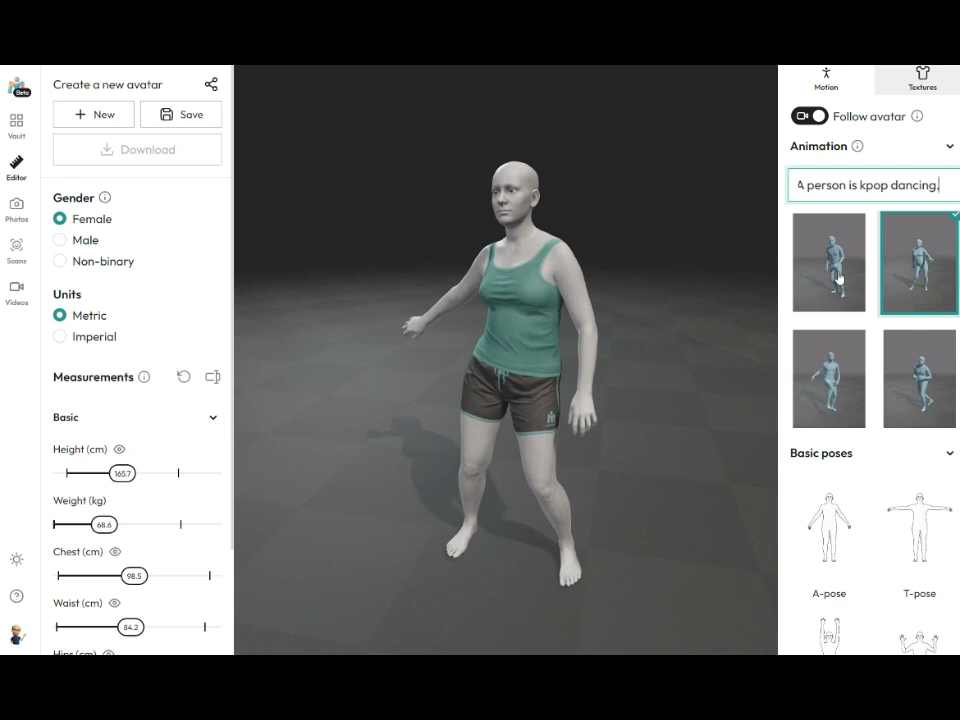 Create a new avatar
Beta
New
Save
Download
Vault
Editor
Photos
Scans
Videos
Gender
Female
Male
Non-binary
Units
Metric
Imperial
Measurements
Basic
Height (cm)
165.7
Weight (kg)
68.6
Chest (cm)
98.5
Waist (cm)
84.2
Hips (cm)
Motion
Textures
Follow avatar
Animation
A person is kpop dancing.
Basic poses
A-pose
T-pose